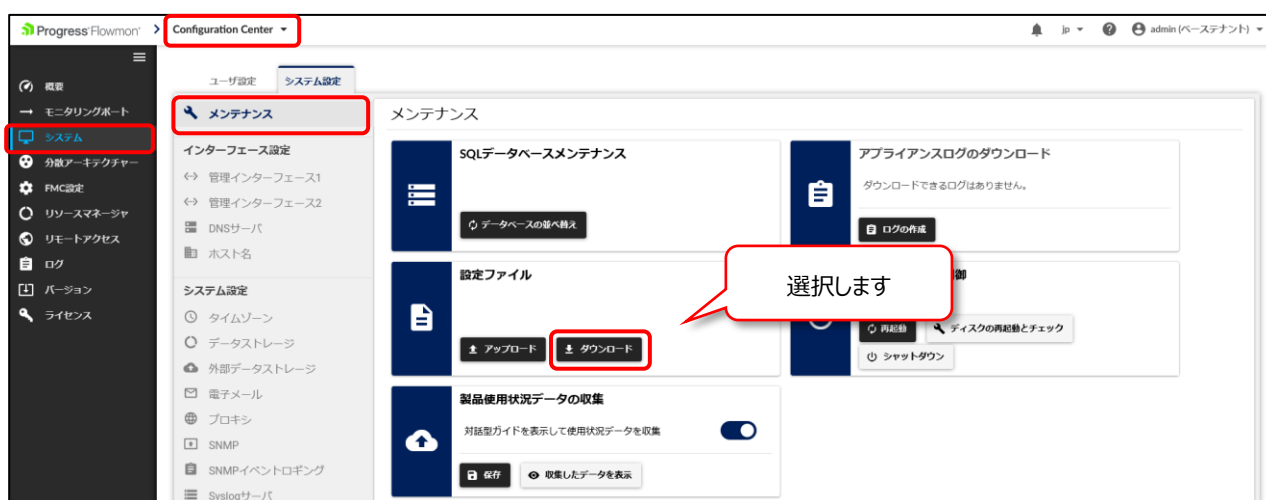 Progress Flowmon
Configuration Center
jp
admin (ベーステナント)
概要
モニタリングポート
システム
分散アーキテクチャー
FMC設定
リソースマネージャ
リモートアクセス
ログ
バージョン
ライセンス
ユーザ設定
システム設定
メンテナンス
インターフェース設定
管理インターフェース1
管理インターフェース2
DNSサーバ
ホスト名
システム設定
タイムゾーン
データストレージ
外部データストレージ
電子メール
プロキシ
SNMP
SNMPイベントロギング
Syslogサーバ
メンテナンス
SQLデータベースメンテナンス
データベースの並べ替え
アプライアンスログのダウンロード
ダウンロードできるログはありません。
ログの作成
設定ファイル
アップロード
ダウンロード
選択します
御
再起動
ディスクの再起動とチェック
シャットダウン
製品使用状況データの収集
対話型ガイドを表示して使用状況データを収集
保存
収集したデータを表示